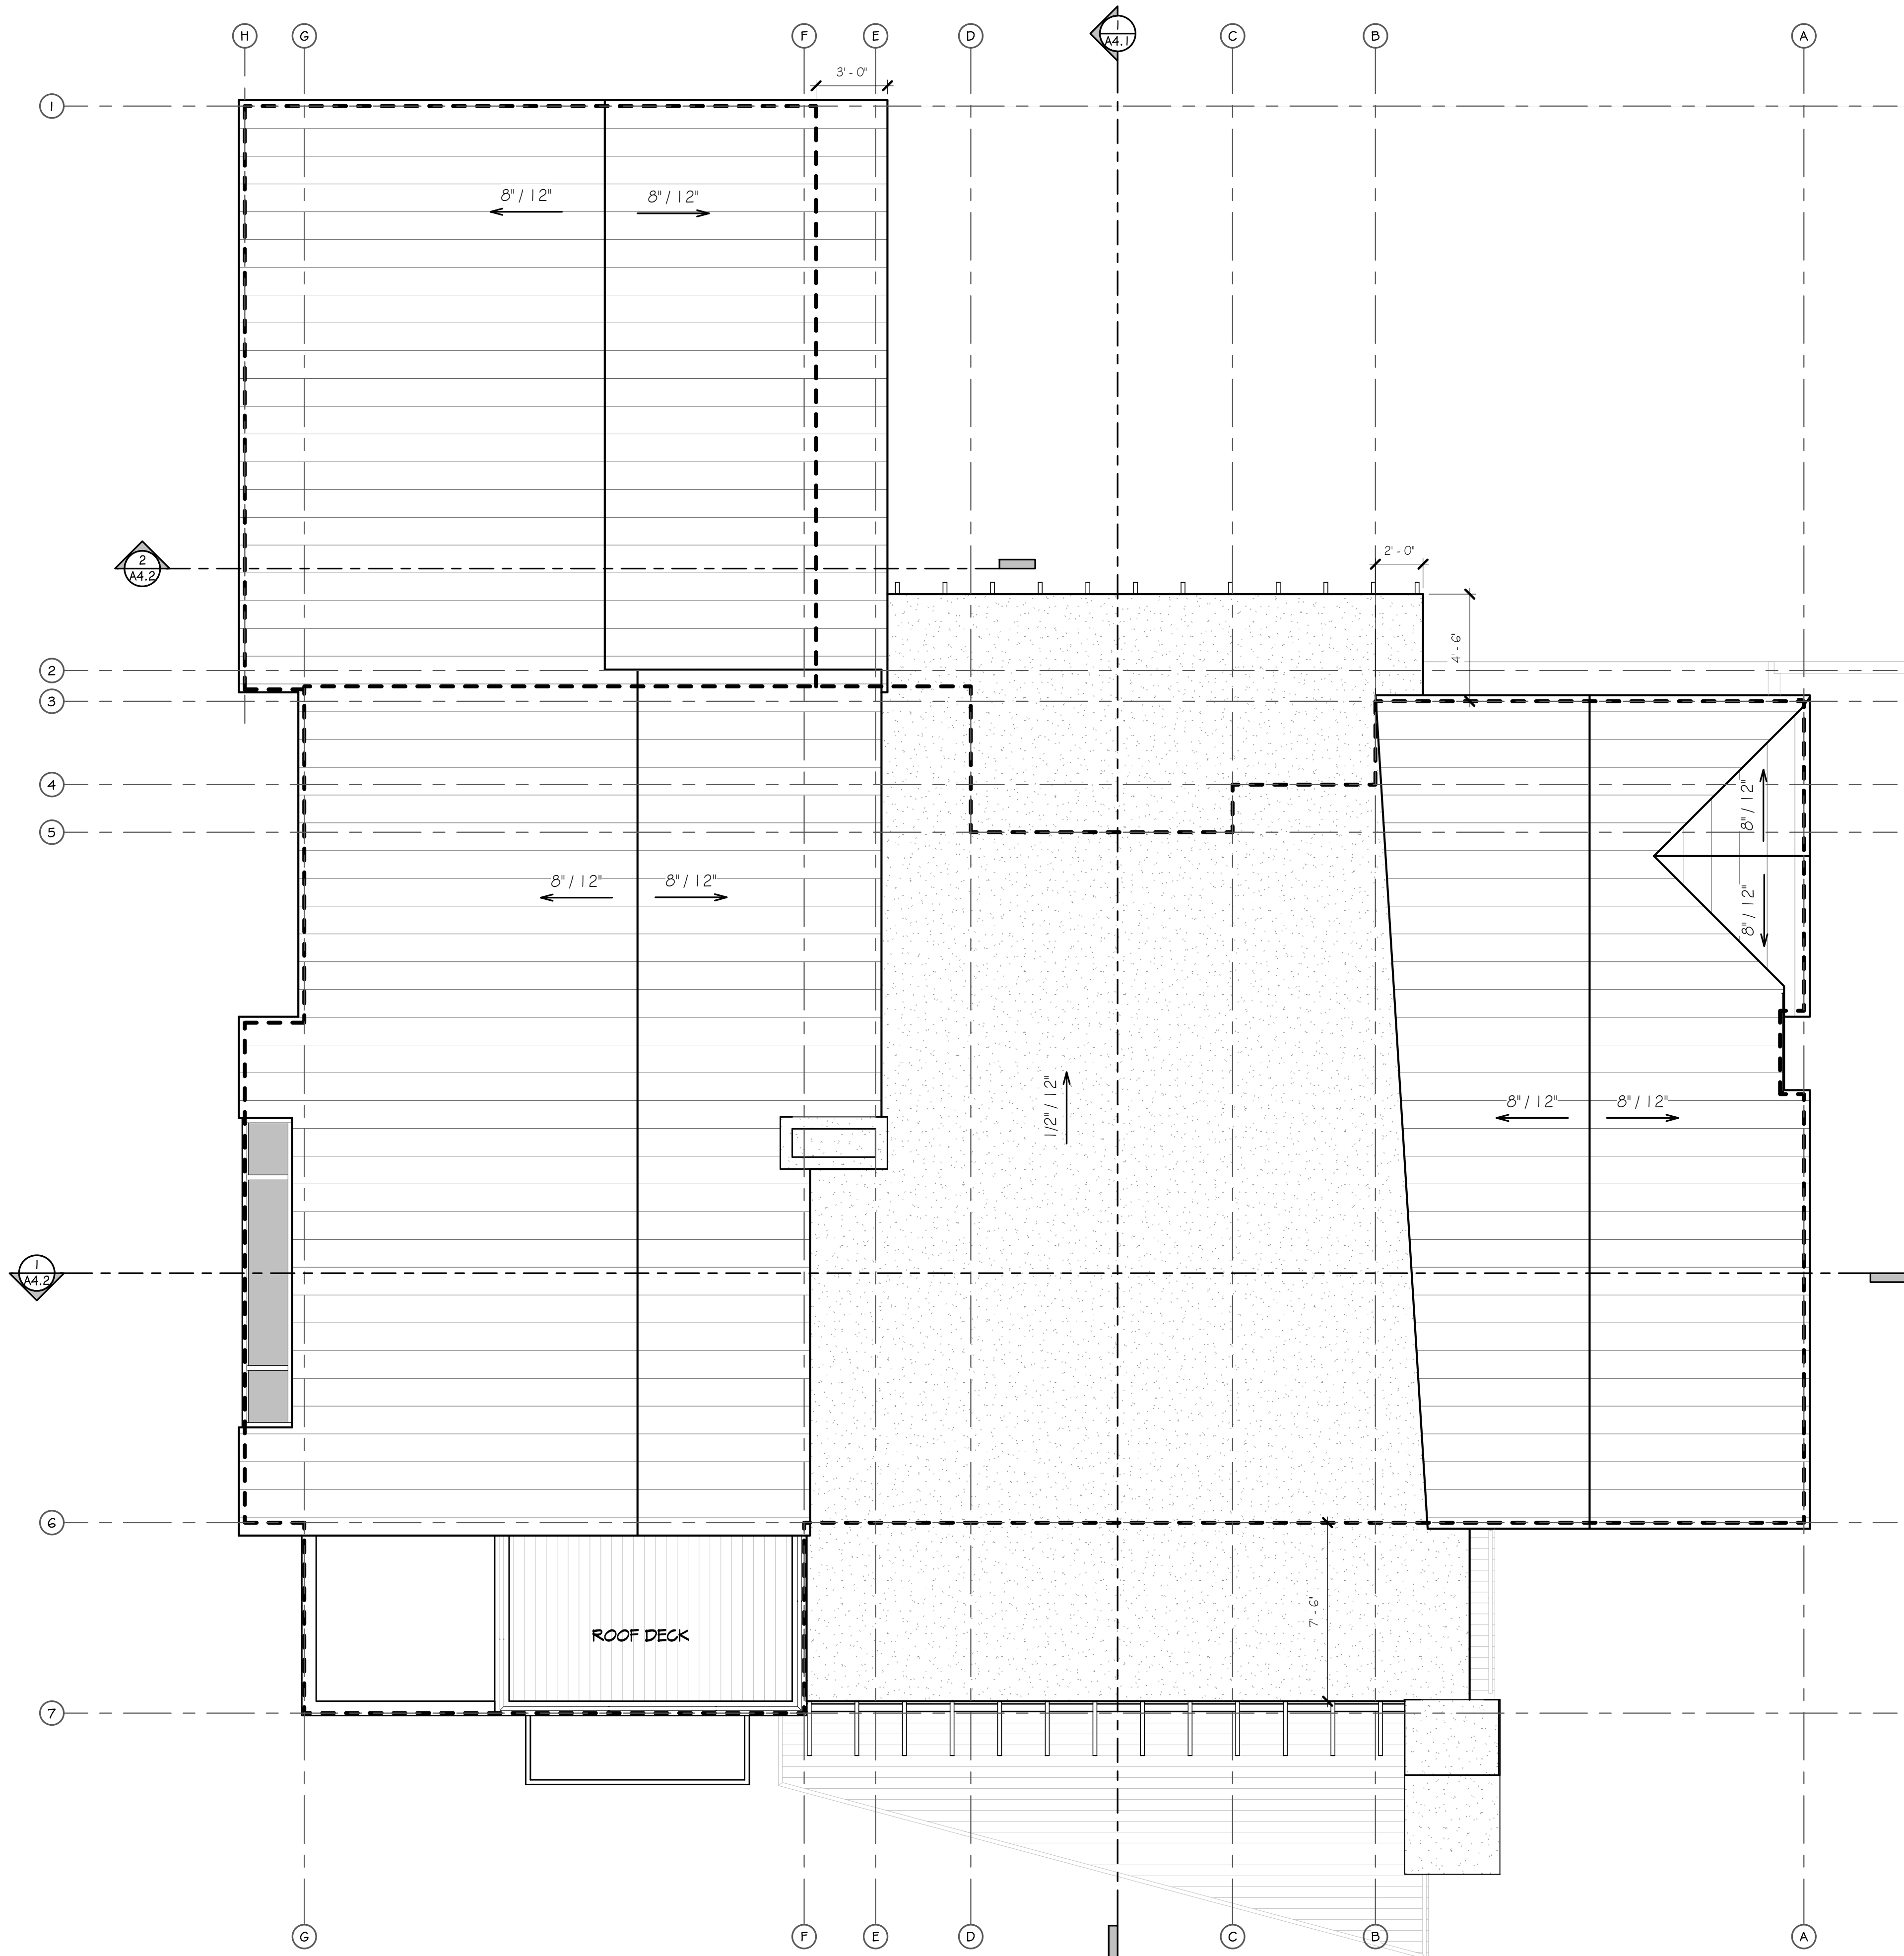 1
A4.1
H
G
F
E
D
C
B
A
3' - 0"
1
8" / 12"
8" / 12"
2
A4.2
2' - 0"
4' - 6"
2
3
4
5
8" / 12"
8" / 12"
8" / 12"
8" / 12"
1/2" / 12"
8" / 12"
8" / 12"
1
A4.2
6
7' - 6"
ROOF DECK
7
G
F
E
D
C
B
A